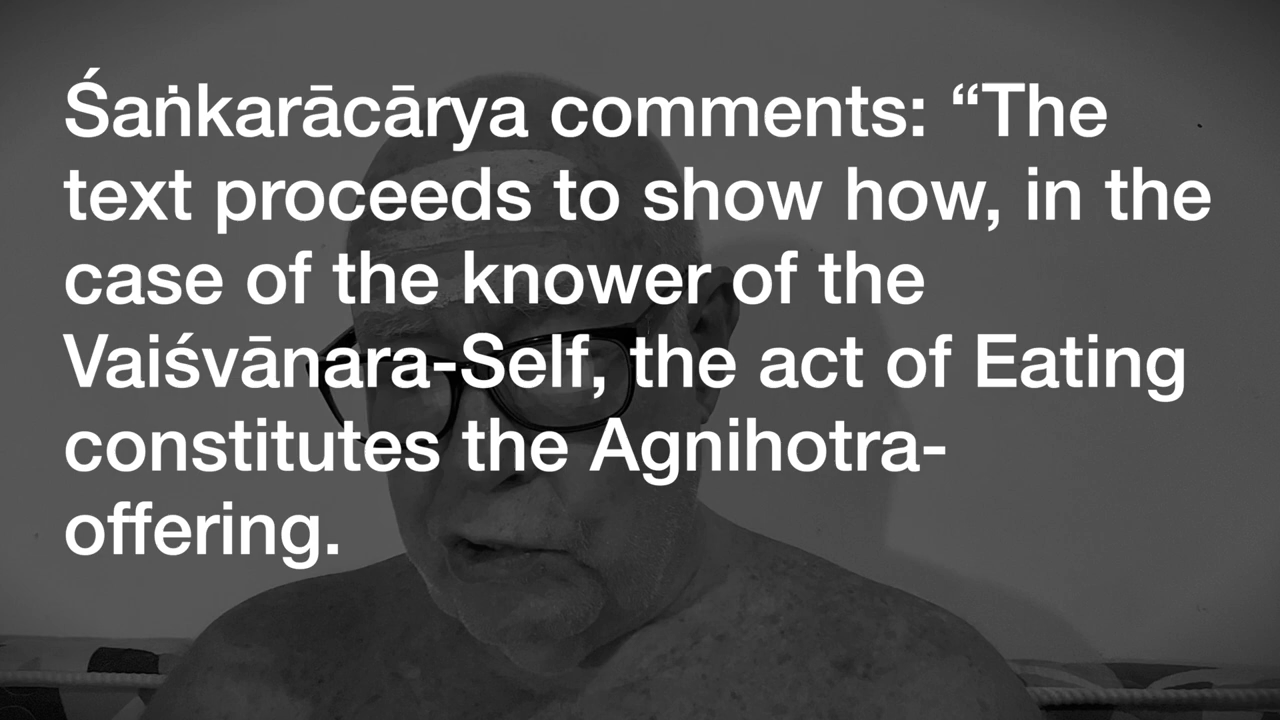 Śaṅkarācārya comments: “The
text proceeds to show how, in the
case of the knower of the
Vaiśvānara-Self, the act of Eating
constitutes the Agnihotra-
offering.